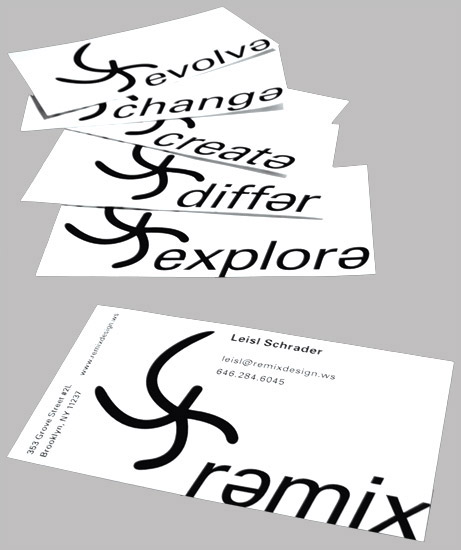 evolvə
changə
creatə
differ
explorə
Leisl Schrader
leisl@remixdesign.ws
646.284.6045
www.remixdesign.ws
353 Grove Street #2L
Brooklyn, NY 11237
rəmix